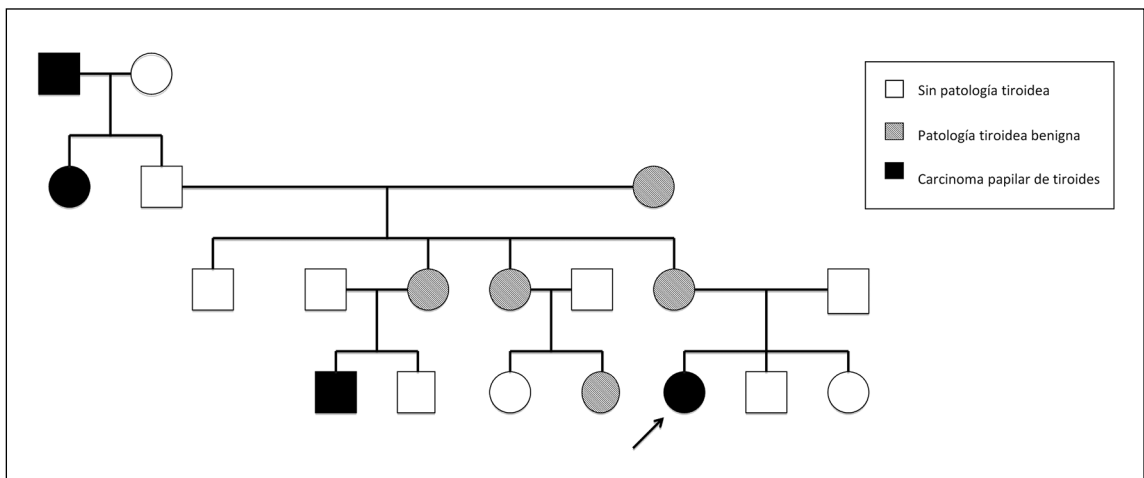 Sin patología tiroidea
Patología tiroidea benigna
Carcinoma papilar de tiroides